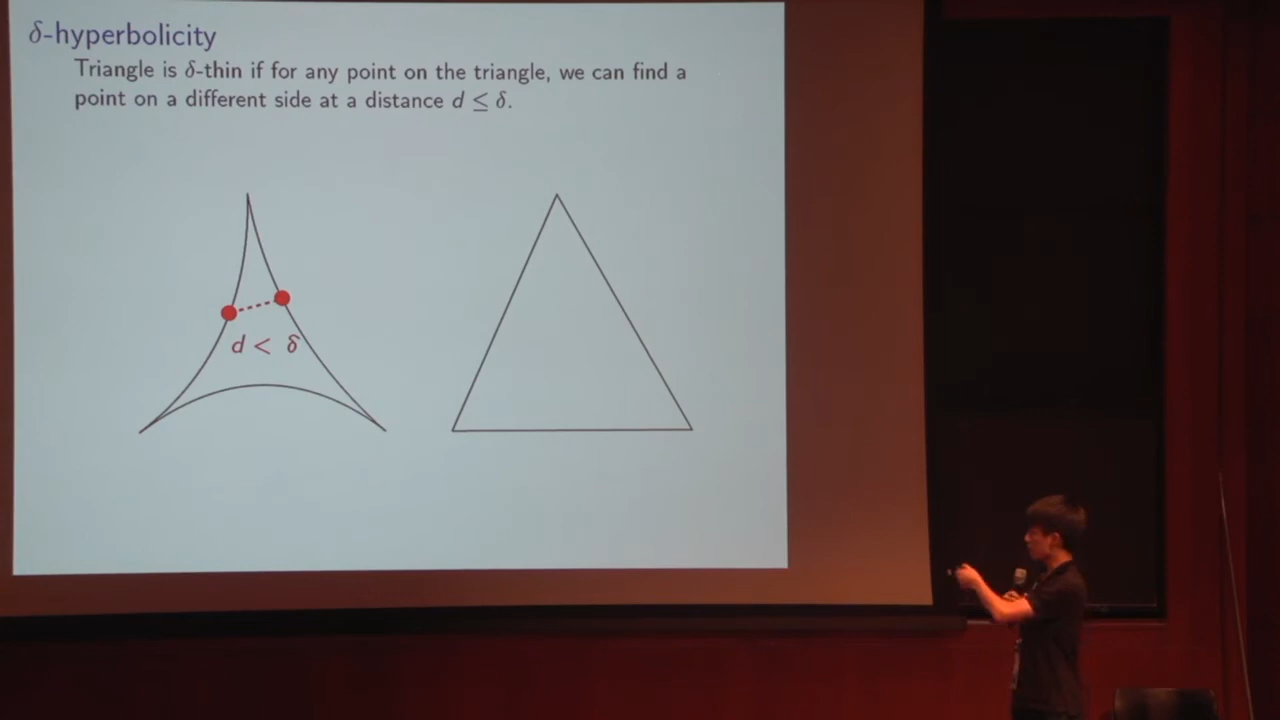 δ-hyperbolicity
Triangle is δ-thin if for any point on the triangle, we can find a
point on a different side at a distance d ≤ δ.
d < δ